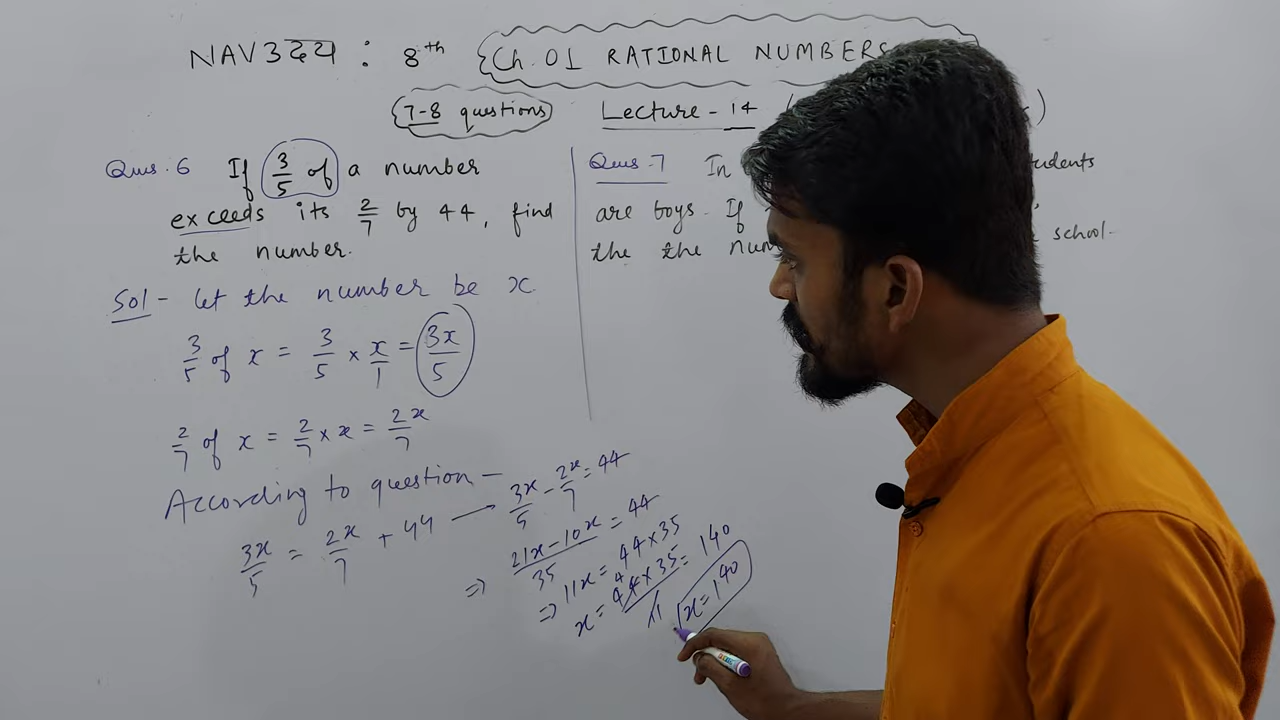 NAV3દય : 8th {Ch. 01 RATIONAL NUMBERS
{7-8 questions} Lecture - 14 ( )
Ques. 6 If 3/5 of a number
exceeds its 2/7 by 44, find
the number.
Sol - let the number be x
3/5 of x = 3/5 × x/1 = 3x/5
2/7 of x = 2/7 × x = 2x/7
According to question -
3x/5 = 2x/7 + 44 → 3x/5 - 2x/7 = 44
⇒ 21x - 10x/35 = 44
⇒ 11x = 44 × 35
x = 44 × 35/11 = 140
x = 140
Ques. 7 In students
are boys. If
the the num school.